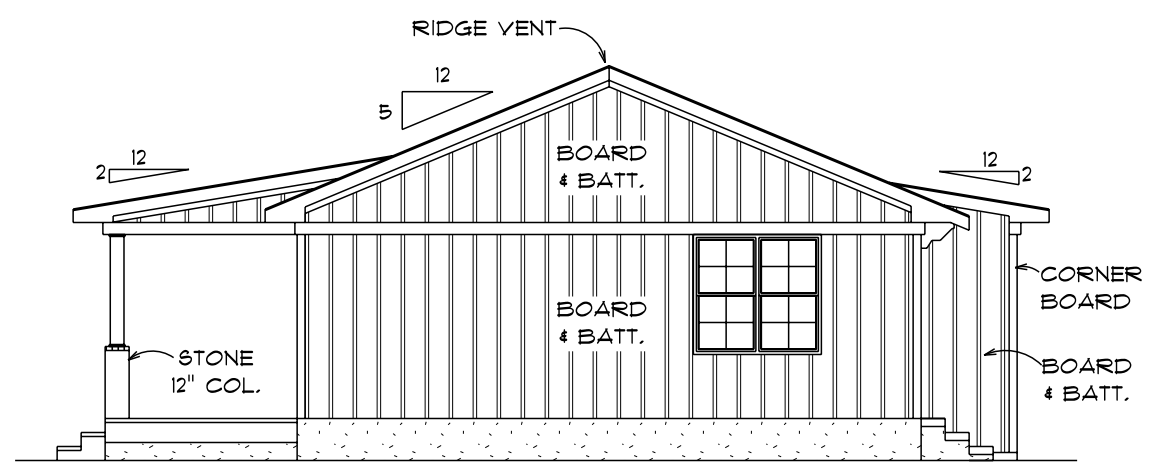 RIDGE VENT
12
5
12
2
12
2
BOARD
& BATT.
BOARD
& BATT.
CORNER
BOARD
STONE
12" COL.
BOARD
& BATT.